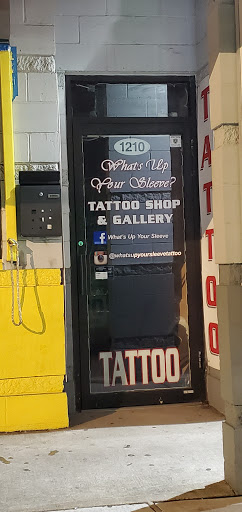 1210
What's Up
Your Sleeve?
TATTOO SHOP
& GALLERY
f What's Up Your Sleeve
@whatsupyoursleevetattoo
TATTOO
TATTOO